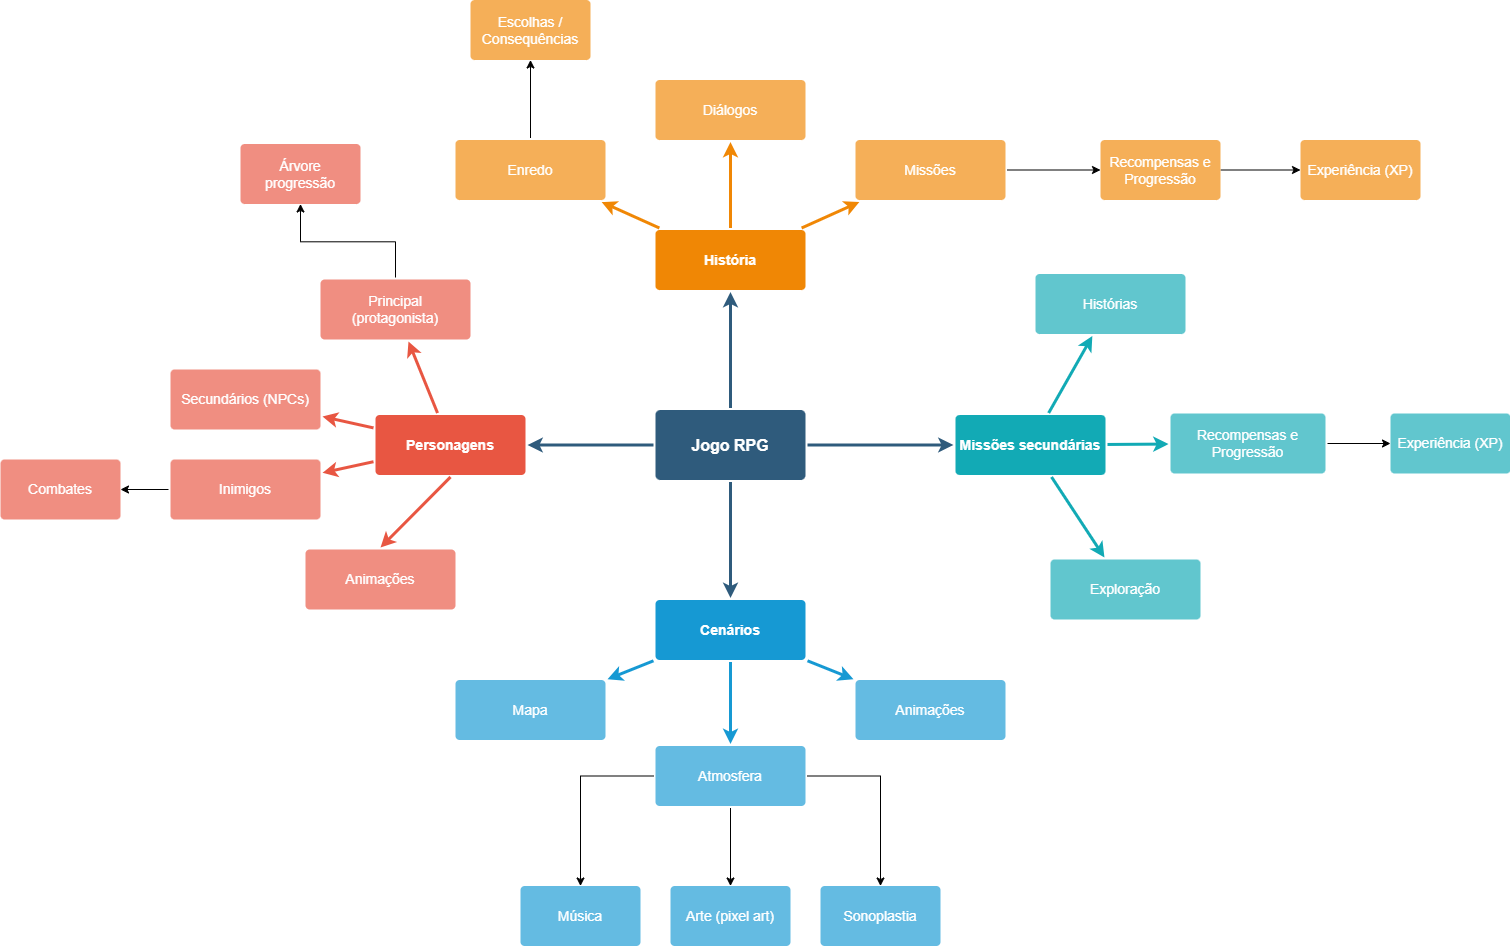 Escolhas /
Consequências
Diálogos
Enredo
Missões
Recompensas e
Progressão
Experiência (XP)
Árvore
progressão
História
Principal
(protagonista)
Histórias
Secundários (NPCs)
Personagens
Jogo RPG
Missões secundárias
Recompensas e
Progressão
Experiência (XP)
Combates
Inimigos
Animações
Exploração
Cenários
Mapa
Animações
Atmosfera
Música
Arte (pixel art)
Sonoplastia